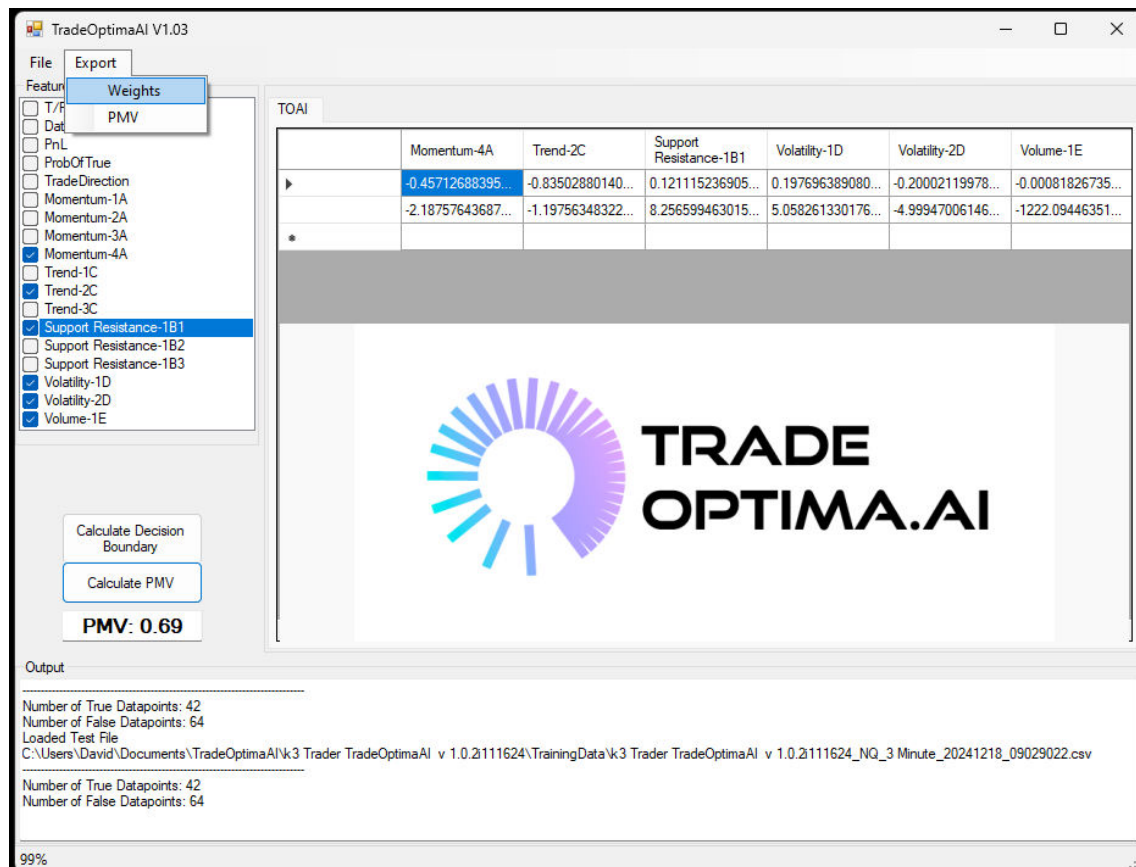 TradeOptimaAI V1.03
File Export
Weights
PMV
T/F
Dat
PnL
ProbOfTrue
TradeDirection
Momentum-1A
Momentum-2A
Momentum-3A
Momentum-4A
Trend-1C
Trend-2C
Trend-3C
Support Resistance-1B1
Support Resistance-1B2
Support Resistance-1B3
Volatility-1D
Volatility-2D
Volume-1E
Calculate Decision
Boundary
Calculate PMV
PMV: 0.69
TOAI
Momentum-4A Trend-2C Support Resistance-1B1 Volatility-1D Volatility-2D Volume-1E
-0.45712688395... -0.83502880140... 0.121115236905... 0.197696389080... -0.20002119978... -0.00081826735...
-2.18757643687... -1.19756348322... 8.256599463015... 5.058261330176... -4.99947006146... -1222.09446351...
TRADE
OPTIMA.AI
Output
Number of True Datapoints: 42
Number of False Datapoints: 64
Loaded Test File
C:\Users\David\Documents\TradeOptimaAI\k3 Trader TradeOptimaAI v 1.0.2i111624\TrainingData\k3 Trader TradeOptimaAI v 1.0.2i111624_NQ_3 Minute_20241218_09029022.csv
Number of True Datapoints: 42
Number of False Datapoints: 64
99%